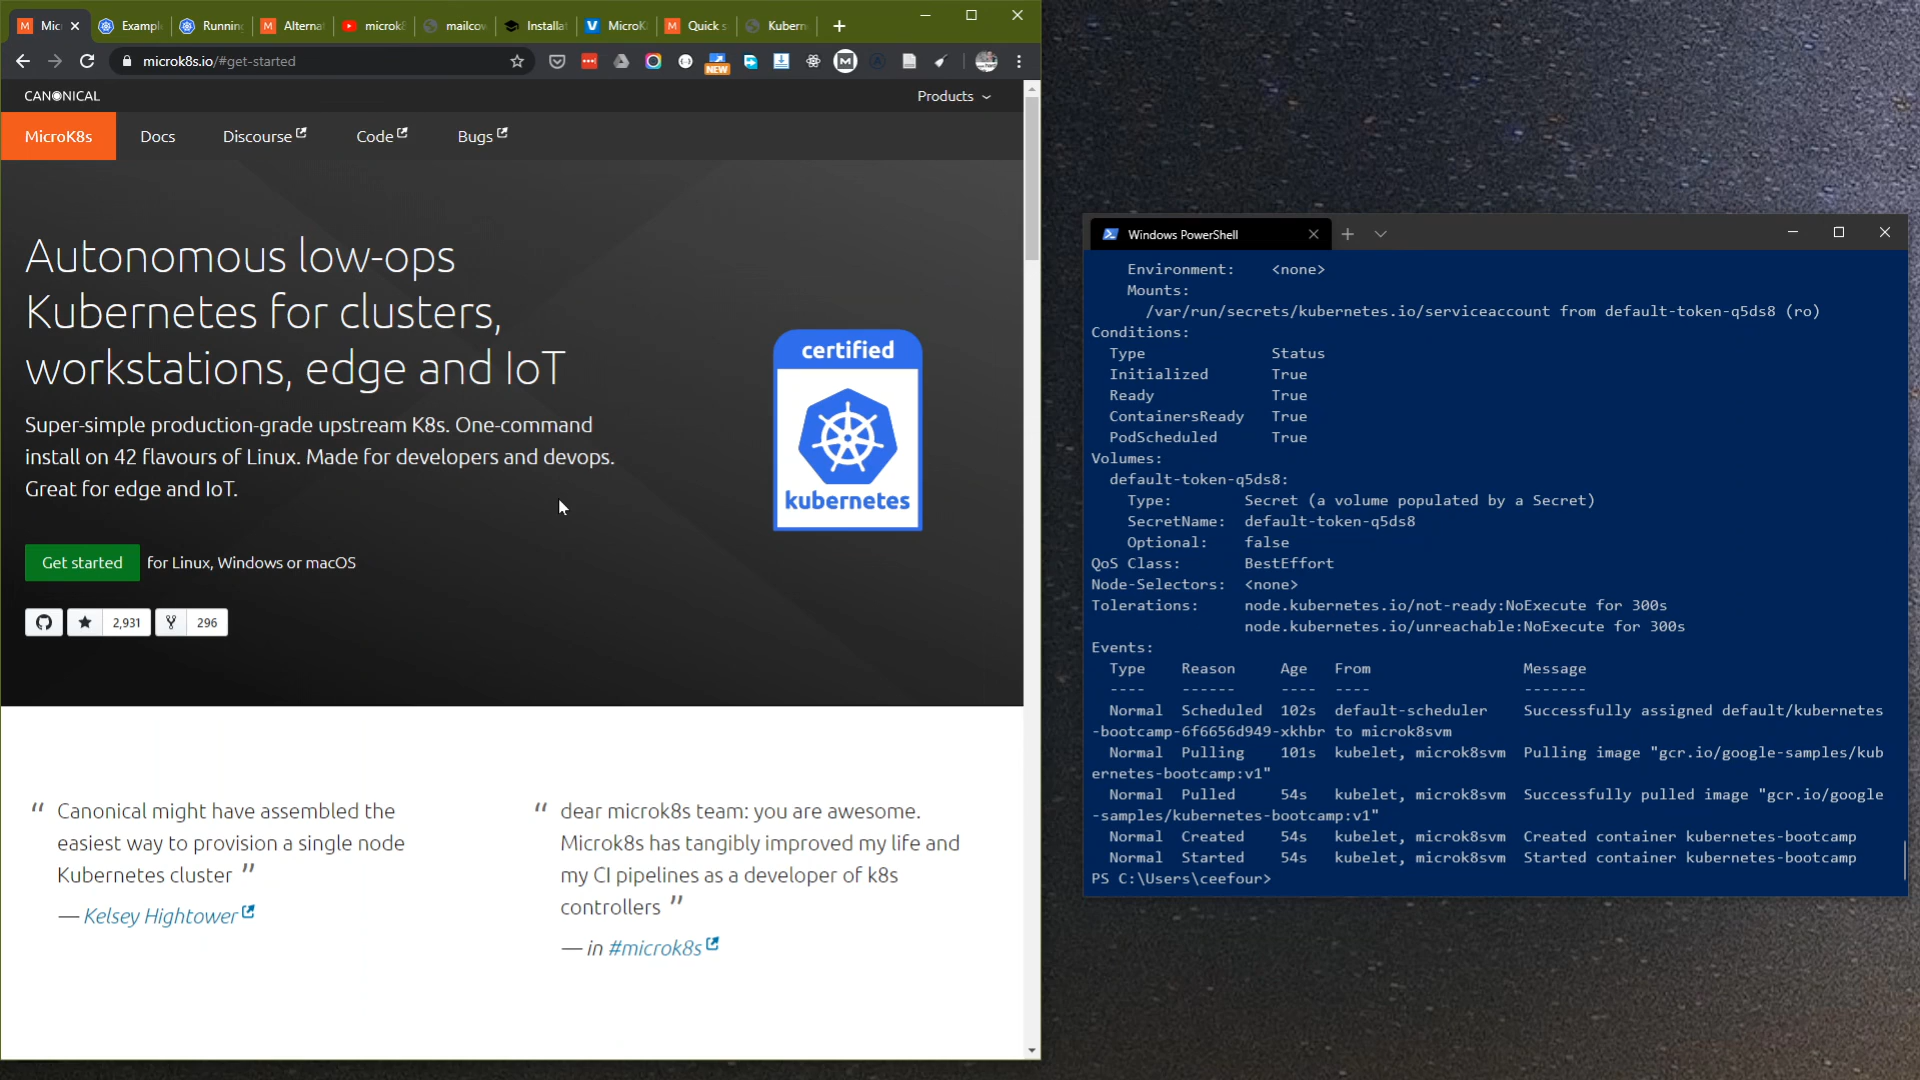 Mic
Example
Running
Alterna
microk8
mailcow
Installat
MicroK
Quick s
Kubern
microk8s.io/#get-started
NEW
CANONICAL
Products
MicroK8s
Docs
Discourse
Code
Bugs
Autonomous low-ops
Kubernetes for clusters,
workstations, edge and IoT
Super-simple production-grade upstream K8s. One-command
install on 42 flavours of Linux. Made for developers and devops.
Great for edge and IoT.
certified
kubernetes
Get started
for Linux, Windows or macOS
2,931
296
“ Canonical might have assembled the
easiest way to provision a single node
Kubernetes cluster ”
— Kelsey Hightower
“ dear microk8s team: you are awesome.
Microk8s has tangibly improved my life and
my CI pipelines as a developer of k8s
controllers ”
— in #microk8s
Windows PowerShell
Environment: <none>
Mounts:
/var/run/secrets/kubernetes.io/serviceaccount from default-token-q5ds8 (ro)
Conditions:
Type Status
Initialized True
Ready True
ContainersReady True
PodScheduled True
Volumes:
default-token-q5ds8:
Type: Secret (a volume populated by a Secret)
SecretName: default-token-q5ds8
Optional: false
QoS Class: BestEffort
Node-Selectors: <none>
Tolerations: node.kubernetes.io/not-ready:NoExecute for 300s
node.kubernetes.io/unreachable:NoExecute for 300s
Events:
Type Reason Age From Message
---- ------ ---- ---- -------
Normal Scheduled 102s default-scheduler Successfully assigned default/kubernetes
-bootcamp-6f6656d949-xkhbr to microk8svm
Normal Pulling 101s kubelet, microk8svm Pulling image "gcr.io/google-samples/kub
ernetes-bootcamp:v1"
Normal Pulled 54s kubelet, microk8svm Successfully pulled image "gcr.io/google
-samples/kubernetes-bootcamp:v1"
Normal Created 54s kubelet, microk8svm Created container kubernetes-bootcamp
Normal Started 54s kubelet, microk8svm Started container kubernetes-bootcamp
PS C:\Users\ceefour>